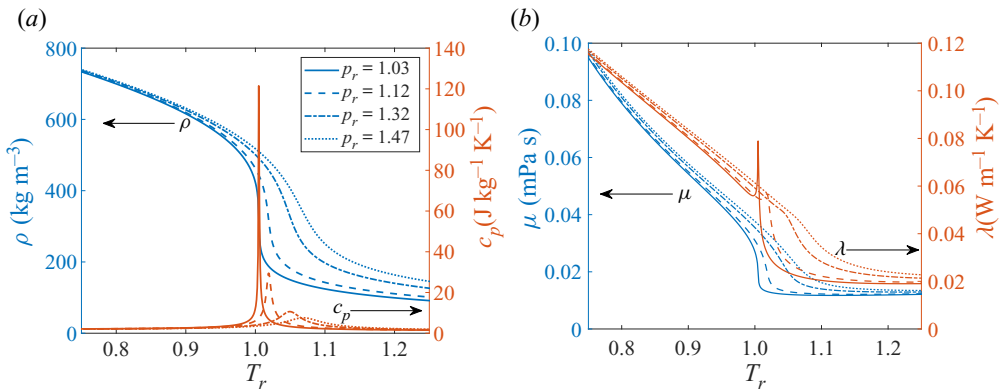 (a)
800
600
400
200
0
ρ (kg m⁻³)
0.8 0.9 1.0 1.1 1.2
T_r
140
120
100
80
60
40
20
0
c_p(J kg⁻¹ K⁻¹)
p_r = 1.03
p_r = 1.12
p_r = 1.32
p_r = 1.47
ρ
c_p
(b)
0.10
0.08
0.06
0.04
0.02
0
μ (mPa s)
0.8 0.9 1.0 1.1 1.2
T_r
0.12
0.10
0.08
0.06
0.04
0.02
0
λ(W m⁻¹ K⁻¹)
μ
λ